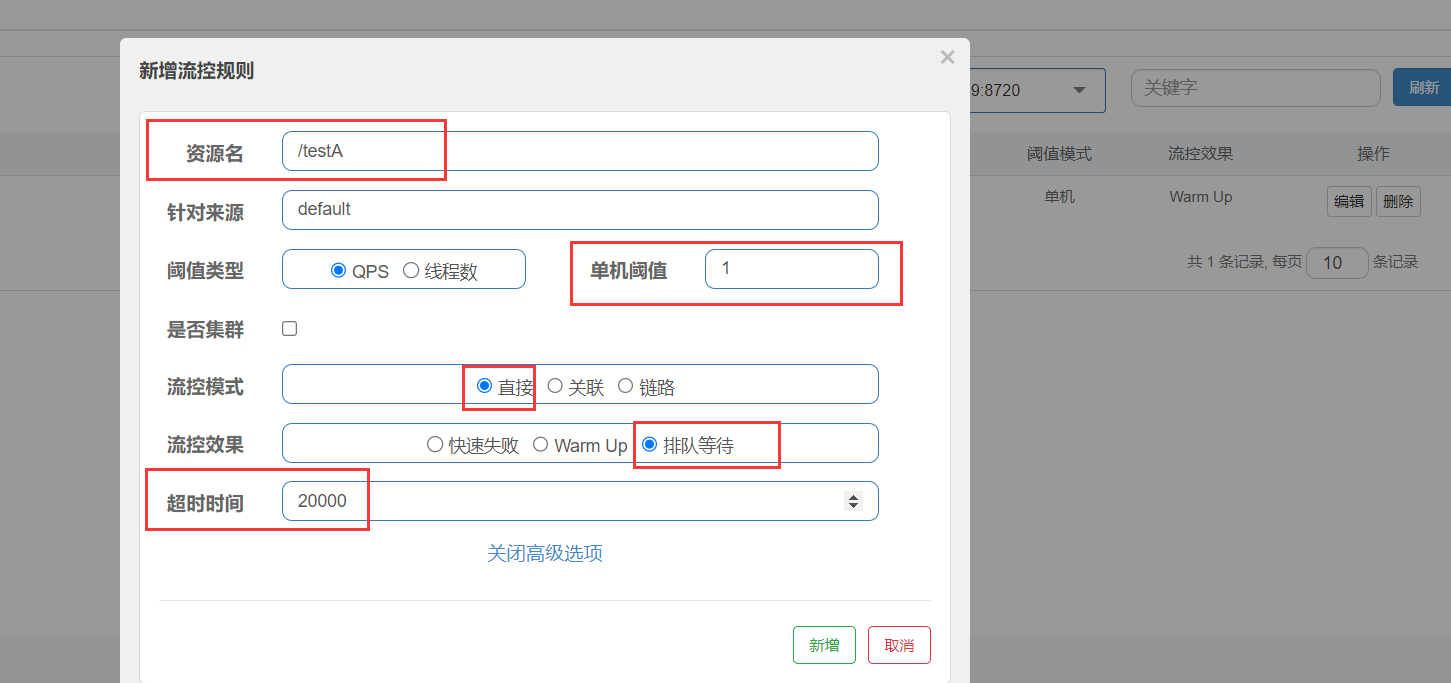 新增流控规则
×
9:8720
关键字
刷新
资源名
/testA
针对来源
default
阈值模式
流控效果
操作
单机
Warm Up
编辑
删除
阈值类型
QPS
线程数
单机阈值
1
共 1 条记录, 每页 10 条记录
是否集群
流控模式
直接
关联
链路
流控效果
快速失败
Warm Up
排队等待
超时时间
20000
关闭高级选项
新增
取消